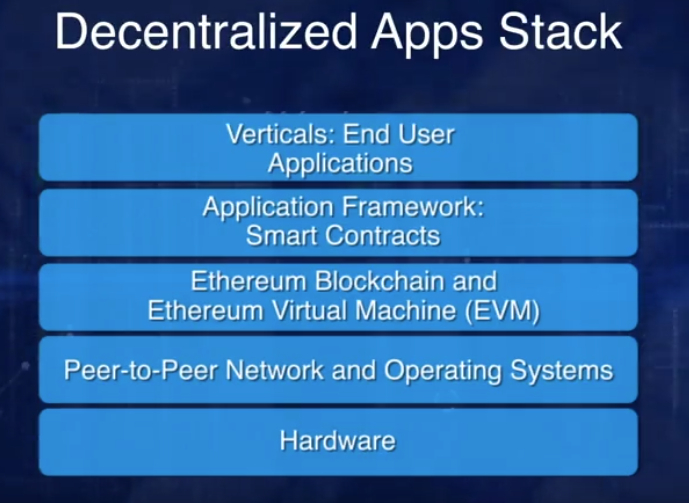 Decentralized Apps Stack
Verticals: End User
Applications
Application Framework:
Smart Contracts
Ethereum Blockchain and
Ethereum Virtual Machine (EVM)
Peer-to-Peer Network and Operating Systems
Hardware